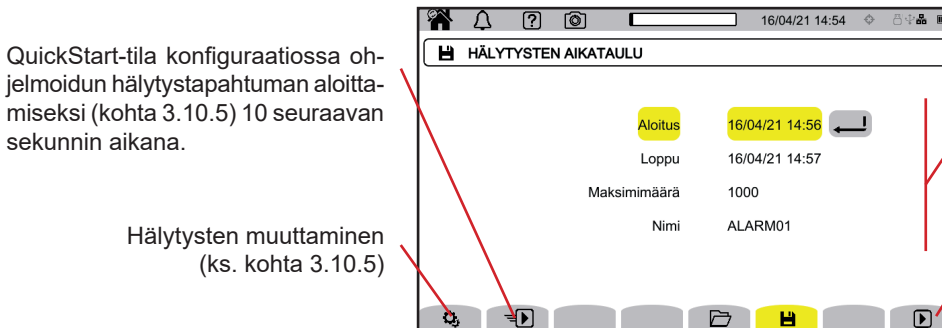 16/04/21 14:54
HÄLYTYSTEN AIKATAULU
QuickStart-tila konfiguraatiossa oh-
jelmoidun hälytystapahtuman aloitta-
miseksi (kohta 3.10.5) 10 seuraavan
sekunnin aikana.
Aloitus 16/04/21 14:56
Loppu 16/04/21 14:57
Maksimimäärä 1000
Nimi ALARM01
Hälytysten muuttaminen
(ks. kohta 3.10.5)